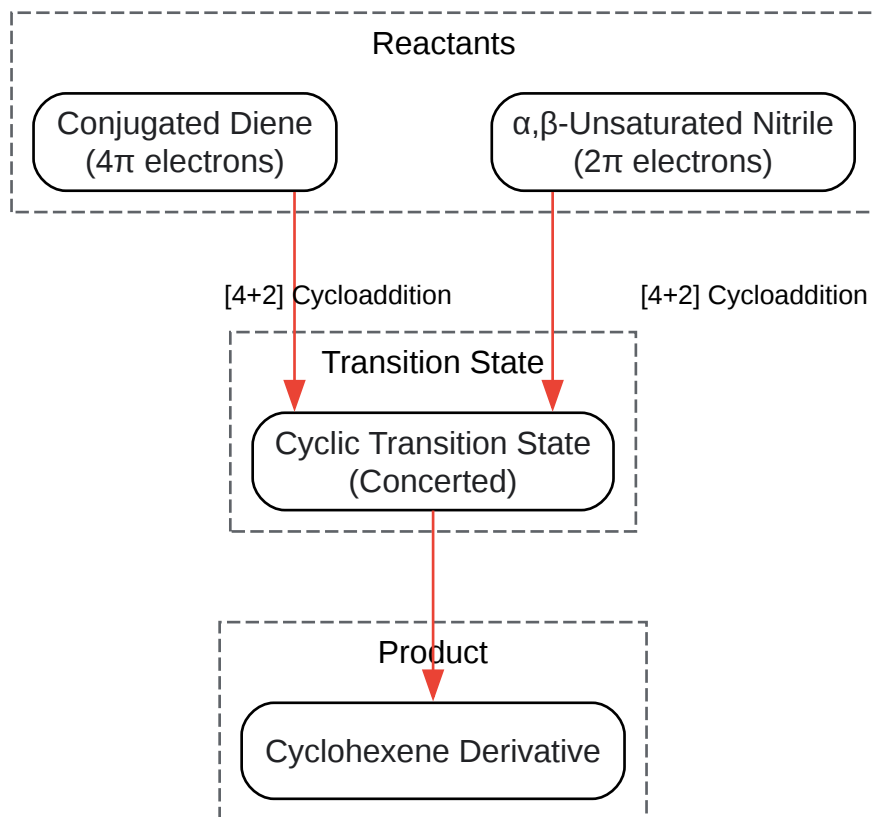 Reactants
Conjugated Diene
(4π electrons)
α,β-Unsaturated Nitrile
(2π electrons)
[4+2] Cycloaddition
[4+2] Cycloaddition
Transition State
Cyclic Transition State
(Concerted)
Product
Cyclohexene Derivative